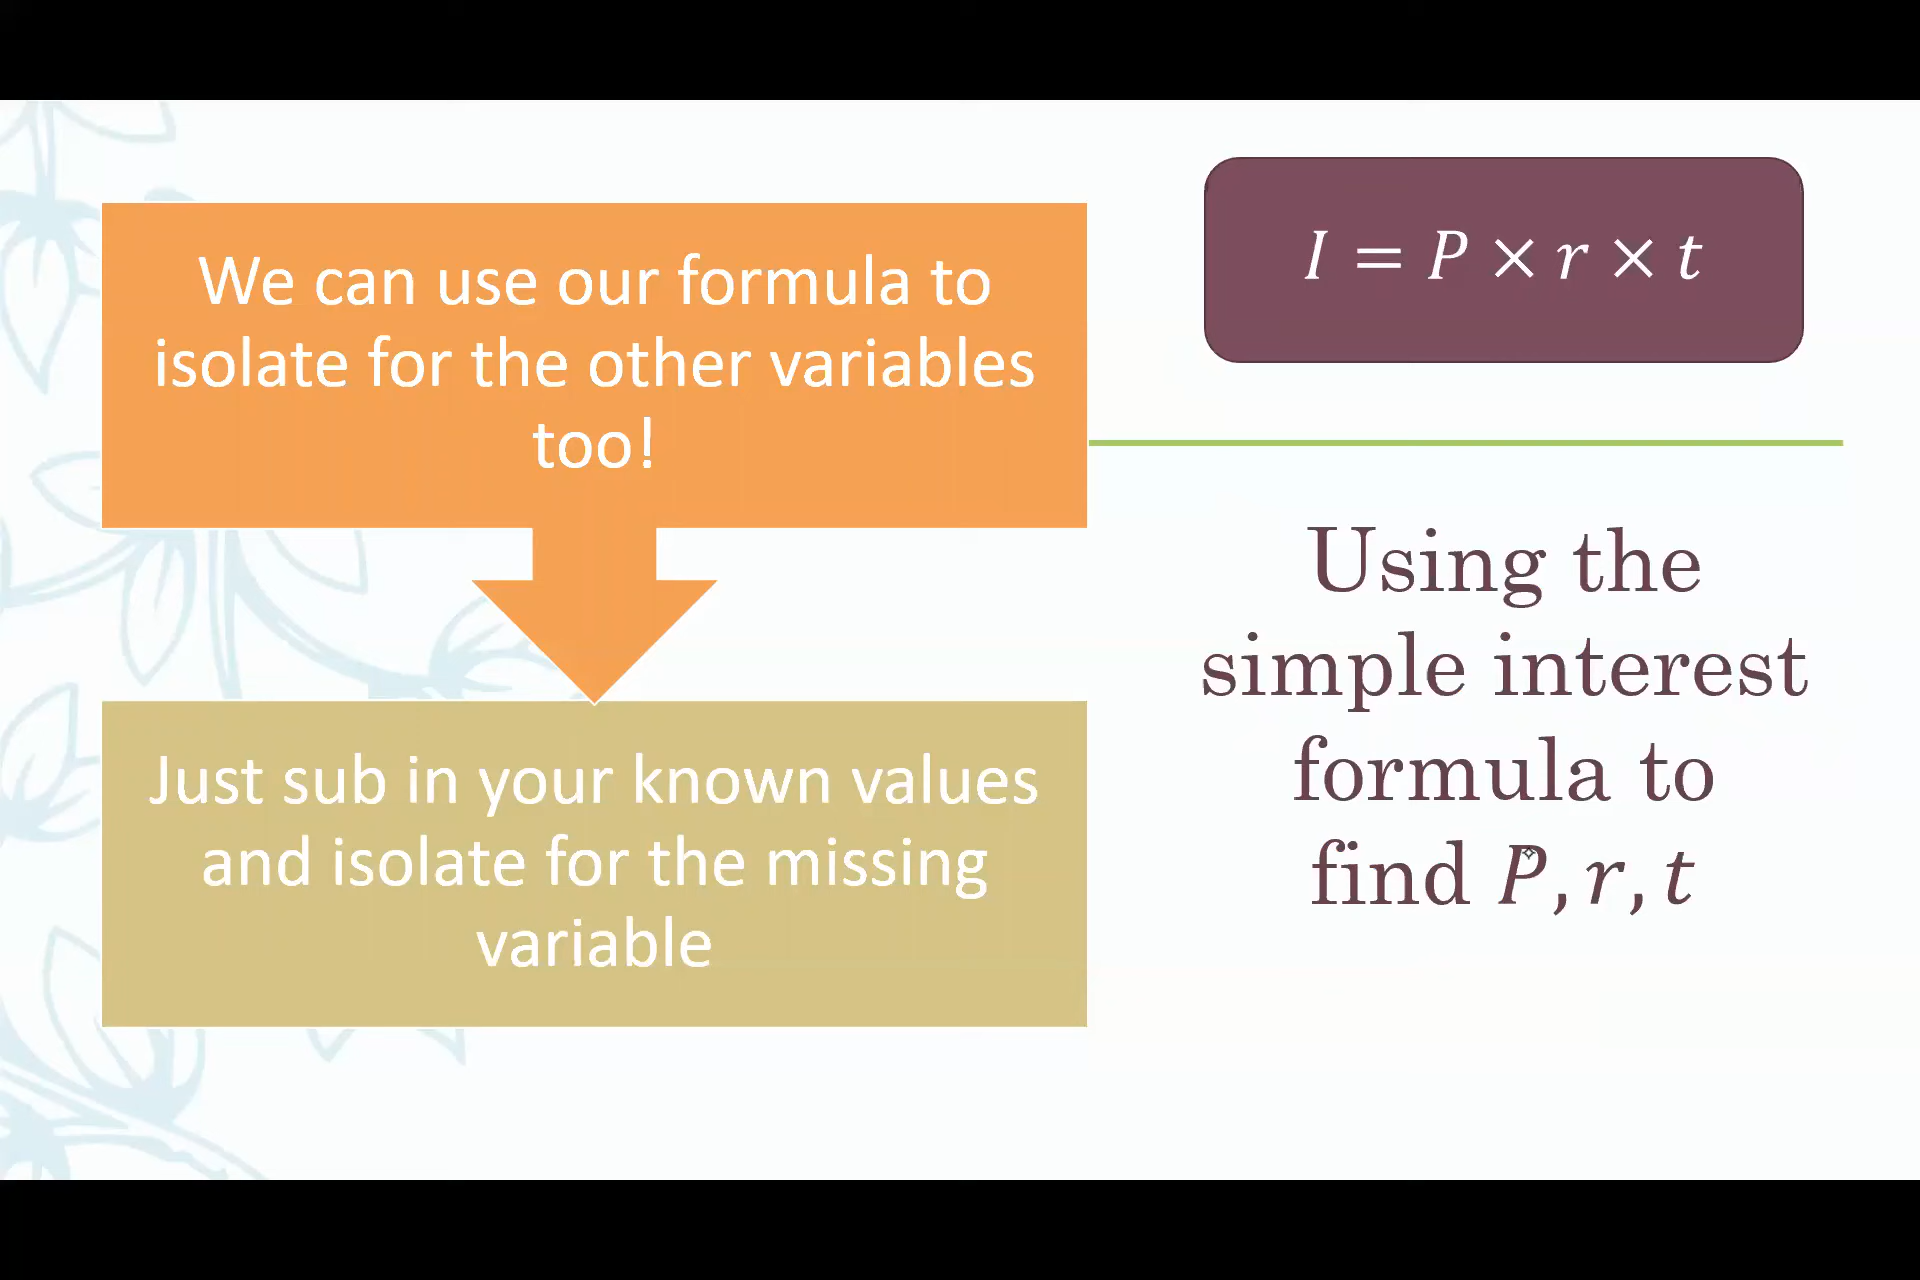 We can use our formula to
isolate for the other variables
too!
Just sub in your known values
and isolate for the missing
variable
I = P × r × t
Using the
simple interest
formula to
find P, r, t